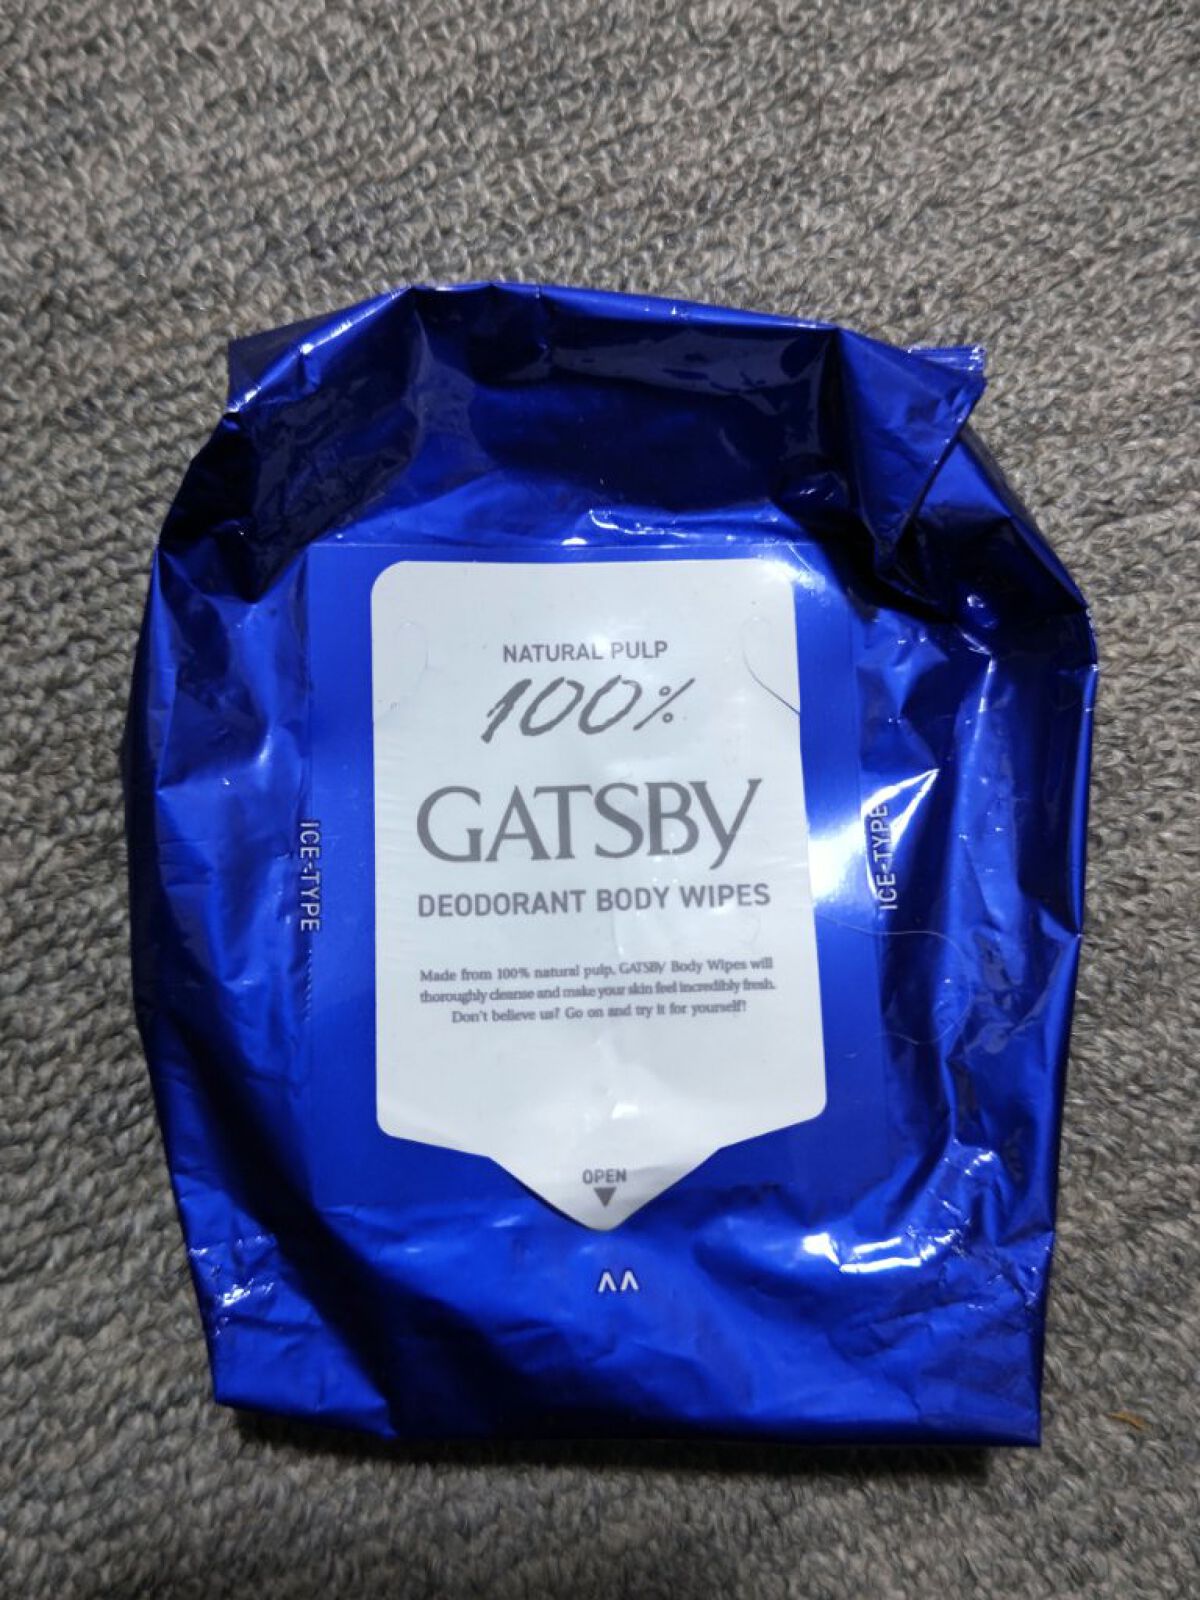 NATURAL PULP
100%
GATSBY
DEODORANT BODY WIPES
ICE-TYPE
ICE-TYPE
Made from 100% natural pulp, GATSBY Body Wipes will
thoroughly cleanse and make your skin feel incredibly fresh.
Don't believe us? Go on and try it for yourself!
OPEN